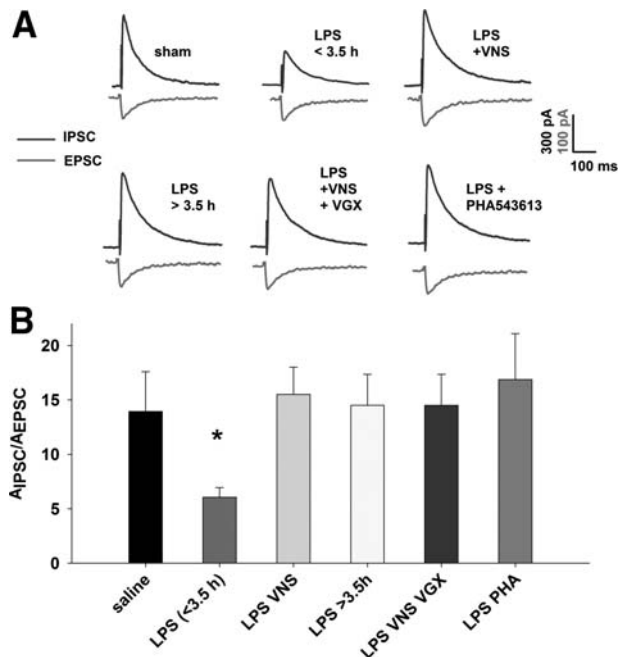 A
sham
LPS
< 3.5 h
LPS
+VNS
IPSC
EPSC
300 pA
100 pA
100 ms
LPS
> 3.5 h
LPS
+VNS
+ VGX
LPS +
PHA543613
B
AIPSC/AEPSC
20
15
10
5
0
*
saline
LPS (<3.5 h)
LPS VNS
LPS >3.5h
LPS VNS VGX
LPS PHA